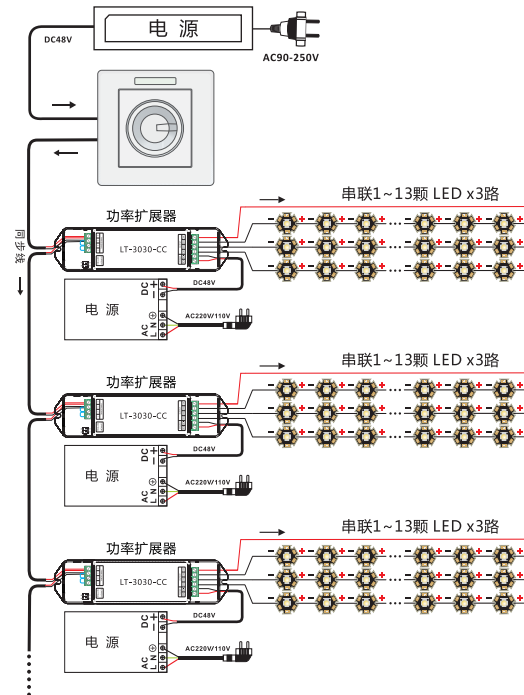 电 源
DC48V
AC90-250V
串联1~13颗 LED x3路
功率扩展器
LT-3030-CC
同步线
DC48V
电 源
DC
+
−
AC
N
L
AC220V/110V
串联1~13颗 LED x3路
功率扩展器
LT-3030-CC
DC48V
电 源
DC
+
−
AC
N
L
AC220V/110V
串联1~13颗 LED x3路
功率扩展器
LT-3030-CC
DC48V
电 源
DC
+
−
AC
N
L
AC220V/110V